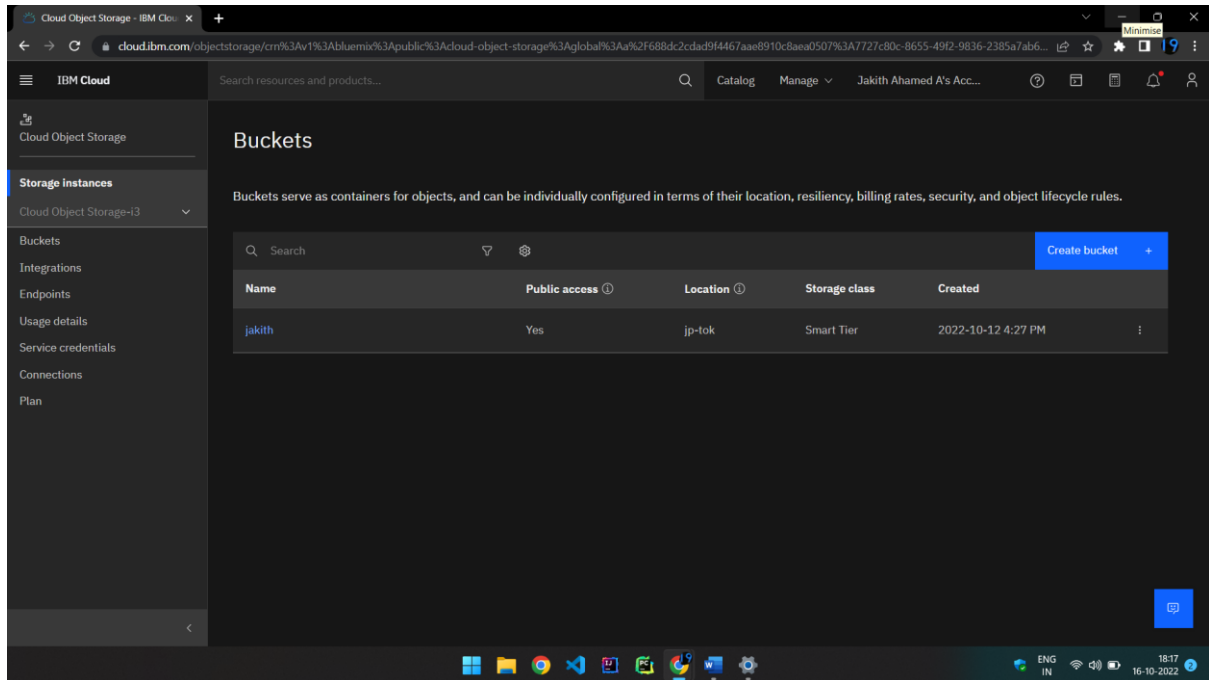 Cloud Object Storage - IBM Clou
Minimise
cloud.ibm.com/objectstorage/crn%3Av1%3Abluemix%3Apublic%3Acloud-object-storage%3Aglobal%3Aa%2F688dc2cdad9f4467aae8910c8aea0507%3A7727c80c-8655-49f2-9836-2385a7ab6...
19
IBM Cloud
Search resources and products...
Catalog
Manage
Jakith Ahamed A's Acc...
Cloud Object Storage
Storage instances
Cloud Object Storage-i3
Buckets
Integrations
Endpoints
Usage details
Service credentials
Connections
Plan
Buckets
Buckets serve as containers for objects, and can be individually configured in terms of their location, resiliency, billing rates, security, and object lifecycle rules.
Search
Create bucket +
Name Public access Location Storage class Created
jakith Yes jp-tok Smart Tier 2022-10-12 4:27 PM
ENG
IN
18:17
16-10-2022
2